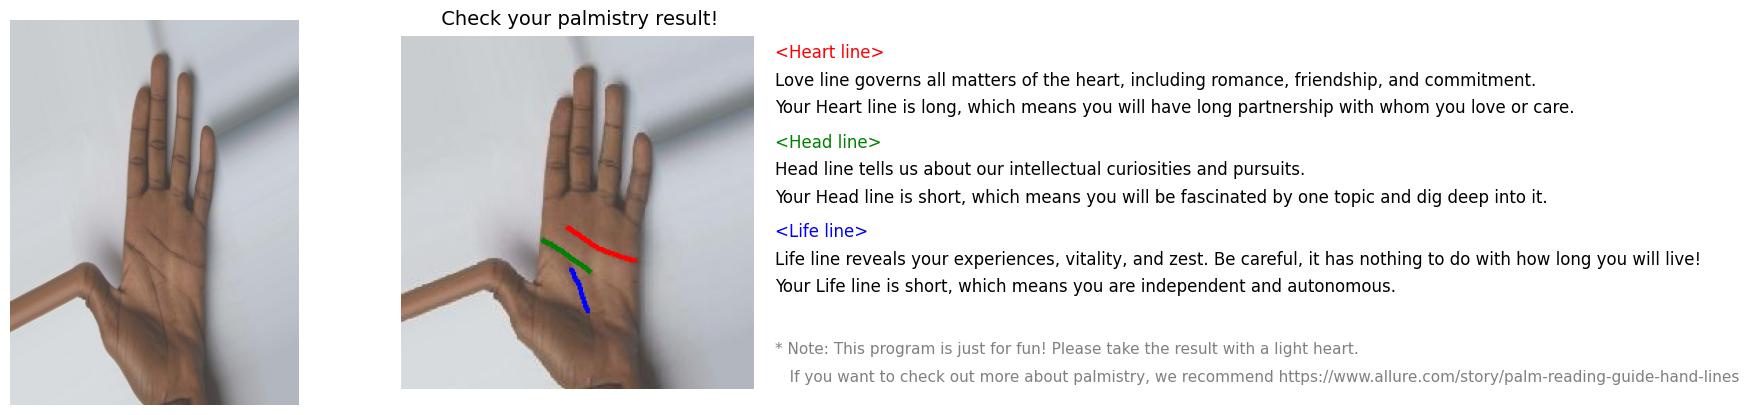 Check your palmistry result!
<Heart line>
Love line governs all matters of the heart, including romance, friendship, and commitment.
Your Heart line is long, which means you will have long partnership with whom you love or care.
<Head line>
Head line tells us about our intellectual curiosities and pursuits.
Your Head line is short, which means you will be fascinated by one topic and dig deep into it.
<Life line>
Life line reveals your experiences, vitality, and zest. Be careful, it has nothing to do with how long you will live!
Your Life line is short, which means you are independent and autonomous.
* Note: This program is just for fun! Please take the result with a light heart.
If you want to check out more about palmistry, we recommend https://www.allure.com/story/palm-reading-guide-hand-lines